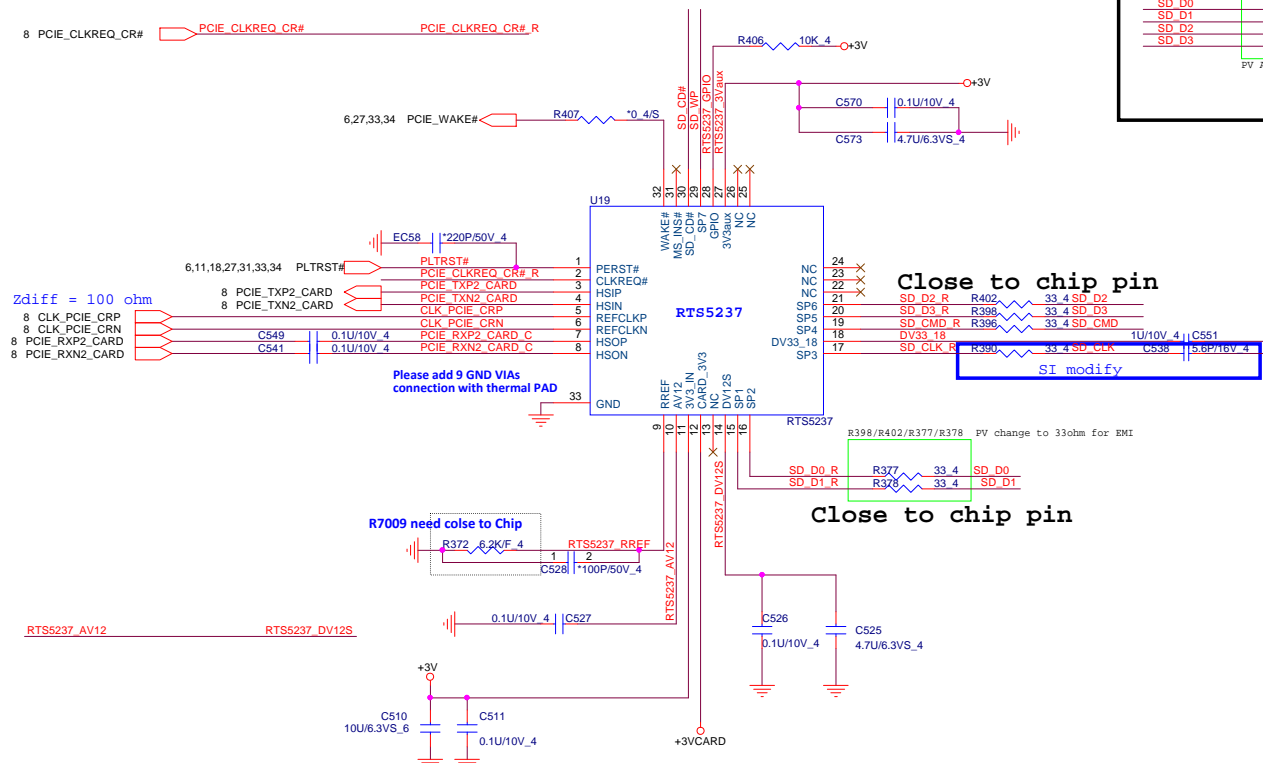 8 PCIE_CLKREQ_CR# PCIE_CLKREQ_CR# PCIE_CLKREQ_CR#_R
SD_D0
SD_D1
SD_D2
SD_D3
R406 10K_4 +3V
+3V
C570 0.1U/10V_4
C573 4.7U/6.3VS_4
6,27,33,34 PCIE_WAKE# R407 *0_4/S
SD_CD#
SD_WP
RTS5237_GPIO
RTS5237_3Vaux
32 31 30 29 28 27 26 25
U19
WAKE#
MS_INS#
SD_CD#
SP7
GPIO
3V3aux
NC
NC
EC58 *220P/50V_4
6,11,18,27,31,33,34 PLTRST# PLTRST# 1 PERST#
PCIE_CLKREQ_CR#_R 2 CLKREQ#
8 PCIE_TXP2_CARD PCIE_TXP2_CARD 3 HSIP
8 PCIE_TXN2_CARD PCIE_TXN2_CARD 4 HSIN
Zdiff = 100 ohm
8 CLK_PCIE_CRP CLK_PCIE_CRP 5 REFCLKP
8 CLK_PCIE_CRN CLK_PCIE_CRN 6 REFCLKN
8 PCIE_RXP2_CARD C549 0.1U/10V_4 PCIE_RXP2_CARD_C 7 HSOP
8 PCIE_RXN2_CARD C541 0.1U/10V_4 PCIE_RXN2_CARD_C 8 HSON
RTS5237
NC 24
NC 23
NC 22
Close to chip pin
SP6 21 SD_D2_R R402 33_4 SD_D2
SP5 20 SD_D3_R R398 33_4 SD_D3
SP4 19 SD_CMD_R R396 33_4 SD_CMD
DV33_18 18 DV33_18 1U/10V_4 C551
SP3 17 SD_CLK_R R390 33_4 SD_CLK C538 5.6P/16V_4
SI modify
Please add 9 GND VIAs
connection with thermal PAD
33 GND
RREF
AV12
3V3_IN
CARD_3V3
NC
DV12S
SP1
SP2
RTS5237
9 10 11 12 13 14 15 16
R398/R402/R377/R378 PV change to 33ohm for EMI
SD_D0_R R377 33_4 SD_D0
SD_D1_R R378 33_4 SD_D1
Close to chip pin
R7009 need colse to Chip
R372 6.2K/F_4 RTS5237_RREF
1 2
C528 *100P/50V_4
RTS5237_AV12
RTS5237_DV12S
0.1U/10V_4 C527
RTS5237_AV12 RTS5237_DV12S
C526
0.1U/10V_4
C525
4.7U/6.3VS_4
+3V
C510
10U/6.3VS_6
C511
0.1U/10V_4
+3VCARD